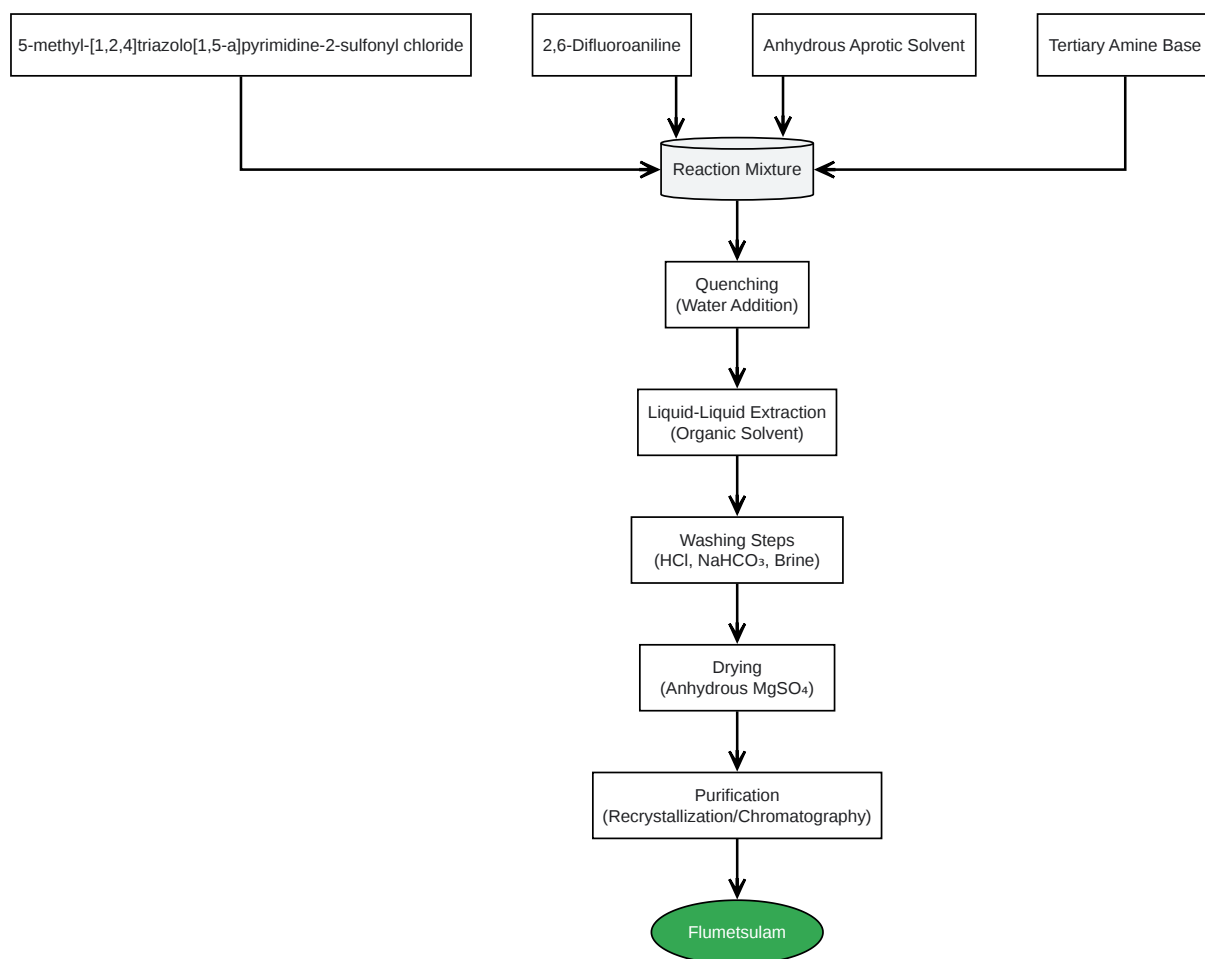 5-methyl-[1,2,4]triazolo[1,5-a]pyrimidine-2-sulfonyl chloride
2,6-Difluoroaniline
Anhydrous Aprotic Solvent
Tertiary Amine Base
Reaction Mixture
Quenching
(Water Addition)
Liquid-Liquid Extraction
(Organic Solvent)
Washing Steps
(HCl, NaHCO₃, Brine)
Drying
(Anhydrous MgSO₄)
Purification
(Recrystallization/Chromatography)
Flumetsulam